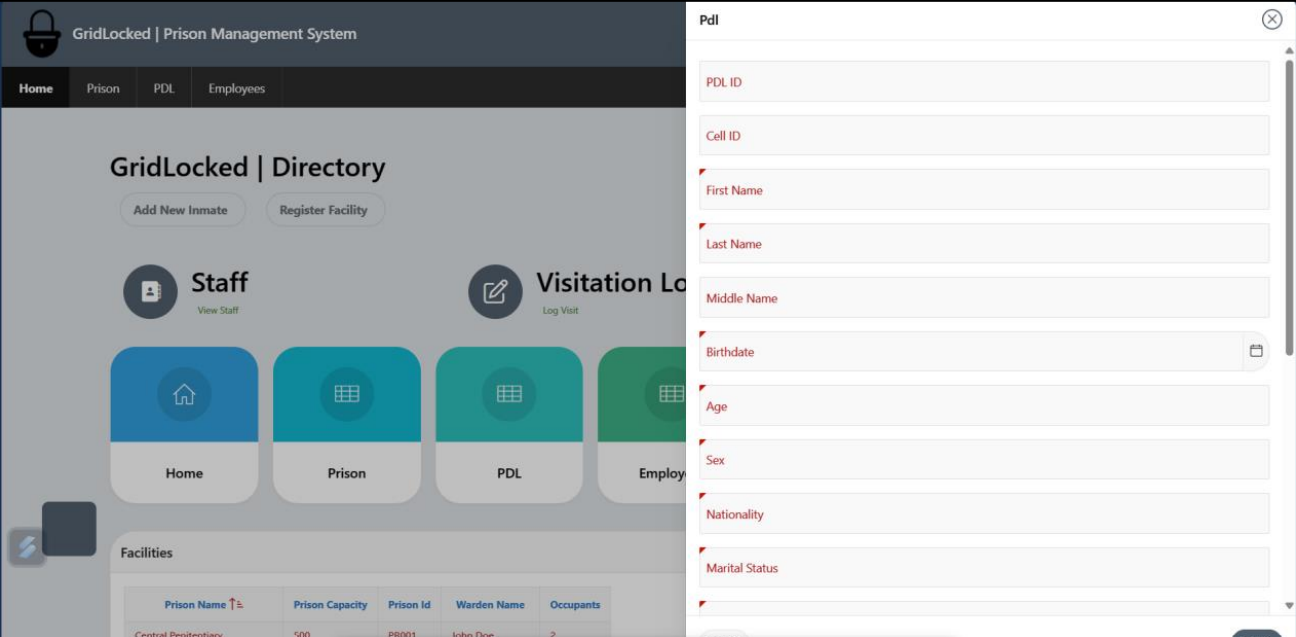 GridLocked | Prison Management System
Home Prison PDL Employees
GridLocked | Directory
Add New Inmate Register Facility
Staff
View Staff
Visitation Lo
Log Visit
Home Prison PDL Employ
Facilities
Prison Name Prison Capacity Prison Id Warden Name Occupants
Central Penitentiary 500 PR001 John Doe 2
Pdl
PDL ID
Cell ID
First Name
Last Name
Middle Name
Birthdate
Age
Sex
Nationality
Marital Status